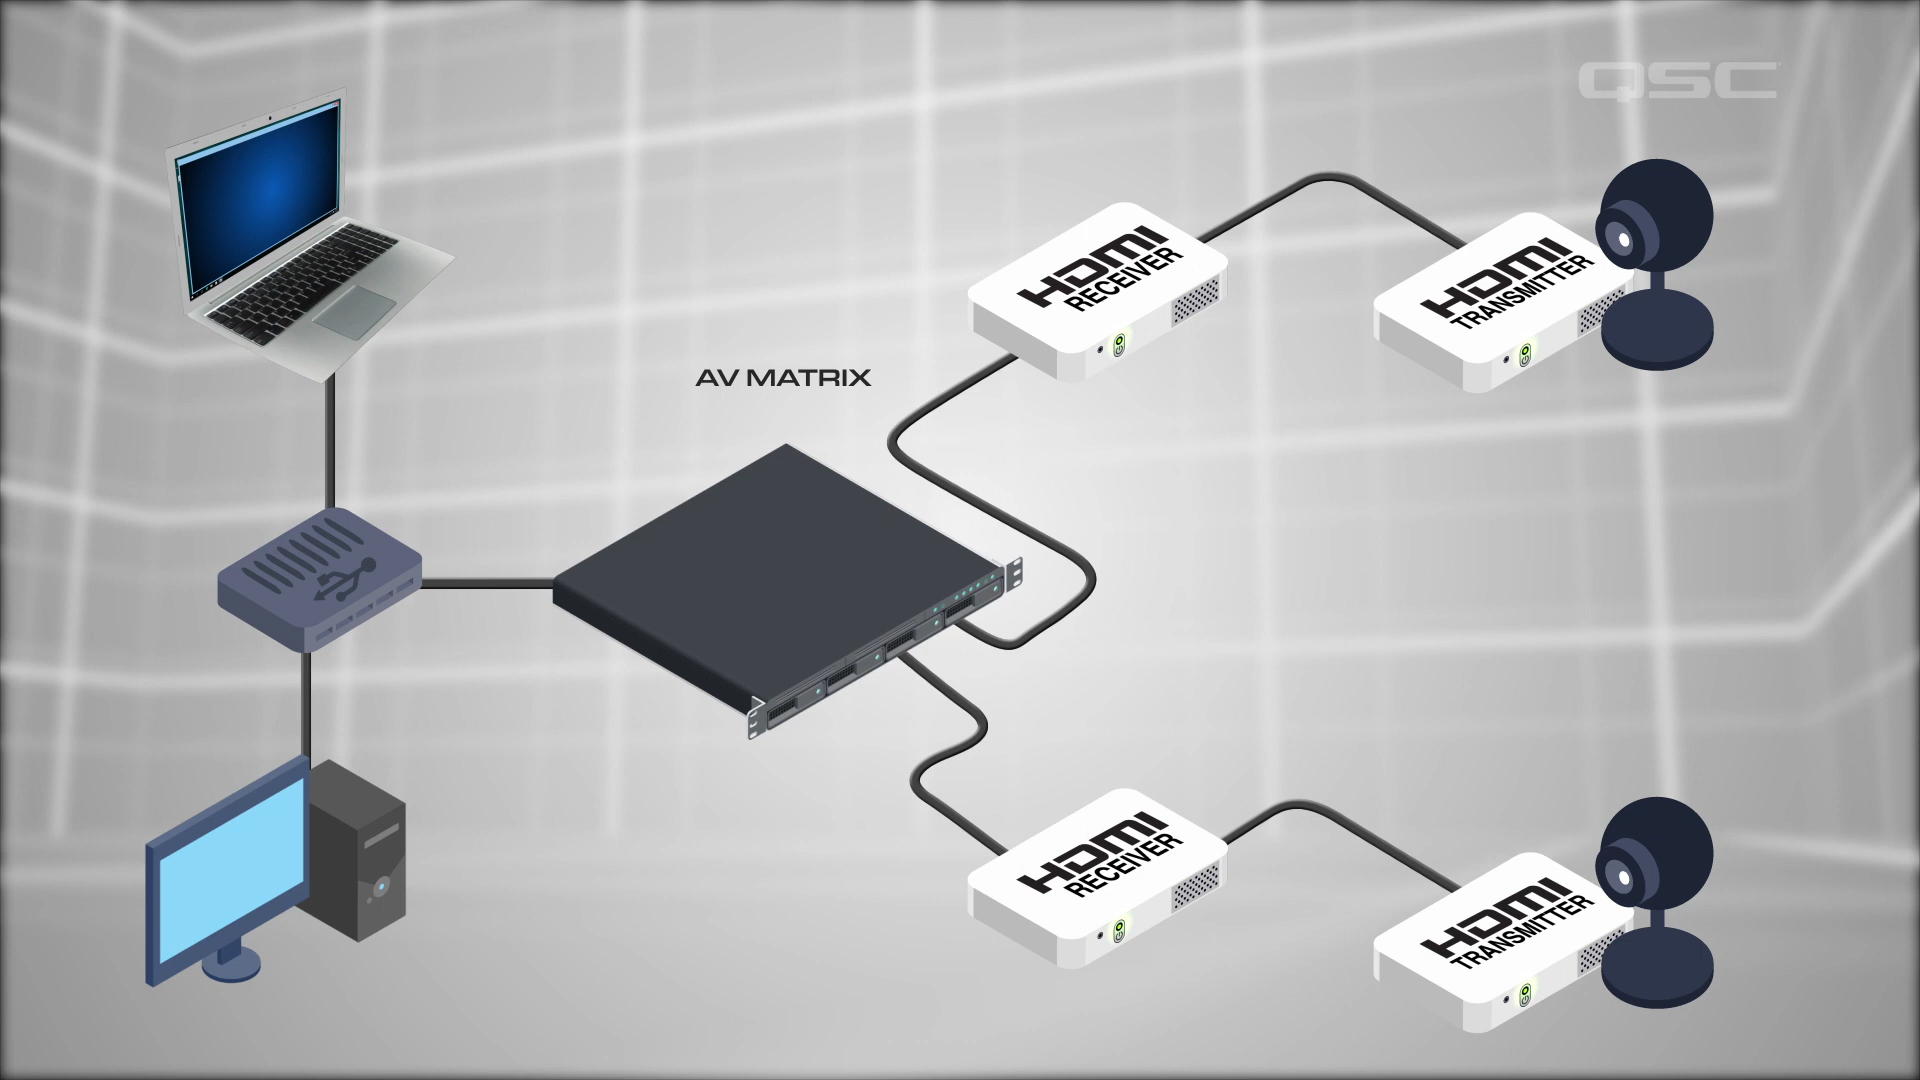 QSC
AV MATRIX
HDMI
RECEIVER
HDMI
TRANSMITTER
HDMI
RECEIVER
HDMI
TRANSMITTER